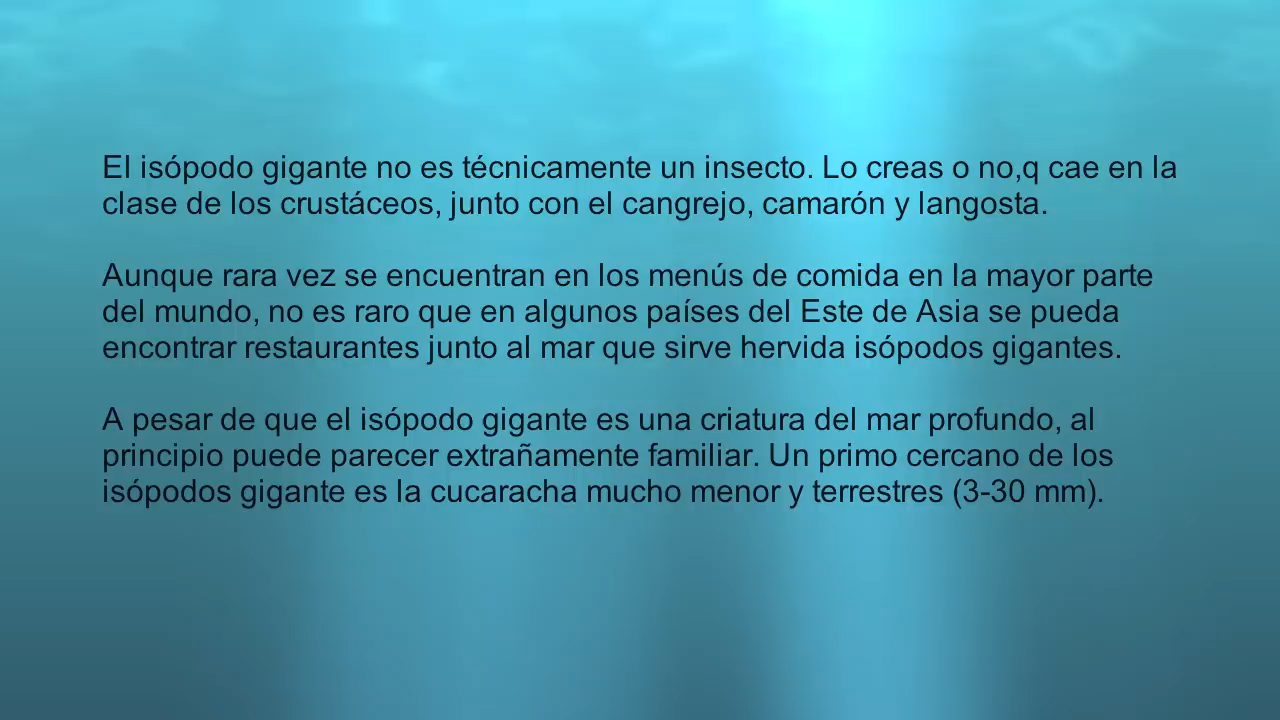 El isópodo gigante no es técnicamente un insecto. Lo creas o no,q cae en la
clase de los crustáceos, junto con el cangrejo, camarón y langosta.
Aunque rara vez se encuentran en los menús de comida en la mayor parte
del mundo, no es raro que en algunos países del Este de Asia se pueda
encontrar restaurantes junto al mar que sirve hervida isópodos gigantes.
A pesar de que el isópodo gigante es una criatura del mar profundo, al
principio puede parecer extrañamente familiar. Un primo cercano de los
isópodos gigante es la cucaracha mucho menor y terrestres (3-30 mm).